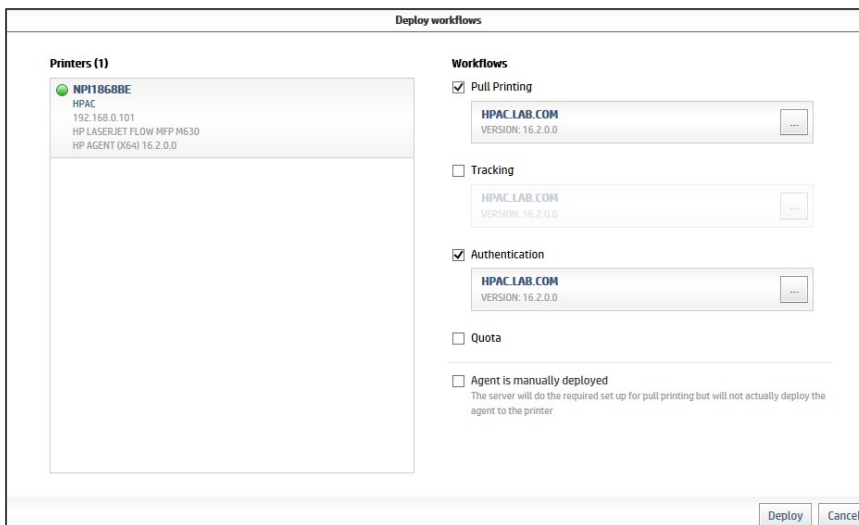 Deploy workflows
Printers (1)
NPI1868BE
HPAC
192.168.0.101
HP LASERJET FLOW MFP M630
HP AGENT (X64) 16.2.0.0
Workflows
Pull Printing
HPAC.LAB.COM
VERSION: 16.2.0.0
...
Tracking
HPAC.LAB.COM
VERSION: 16.2.0.0
...
Authentication
HPAC.LAB.COM
VERSION: 16.2.0.0
...
Quota
Agent is manually deployed
The server will do the required set up for pull printing but will not actually deploy the
agent to the printer
Deploy
Cancel